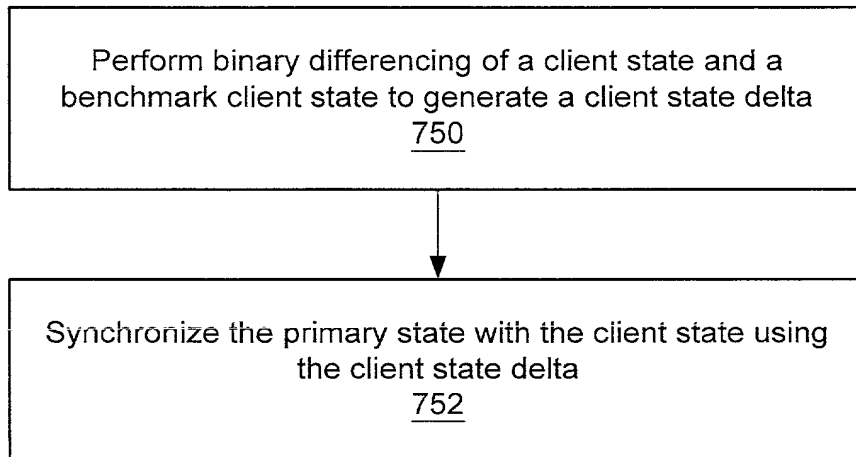 Perform binary differencing of a client state and a
benchmark client state to generate a client state delta
750
Synchronize the primary state with the client state using
the client state delta
752